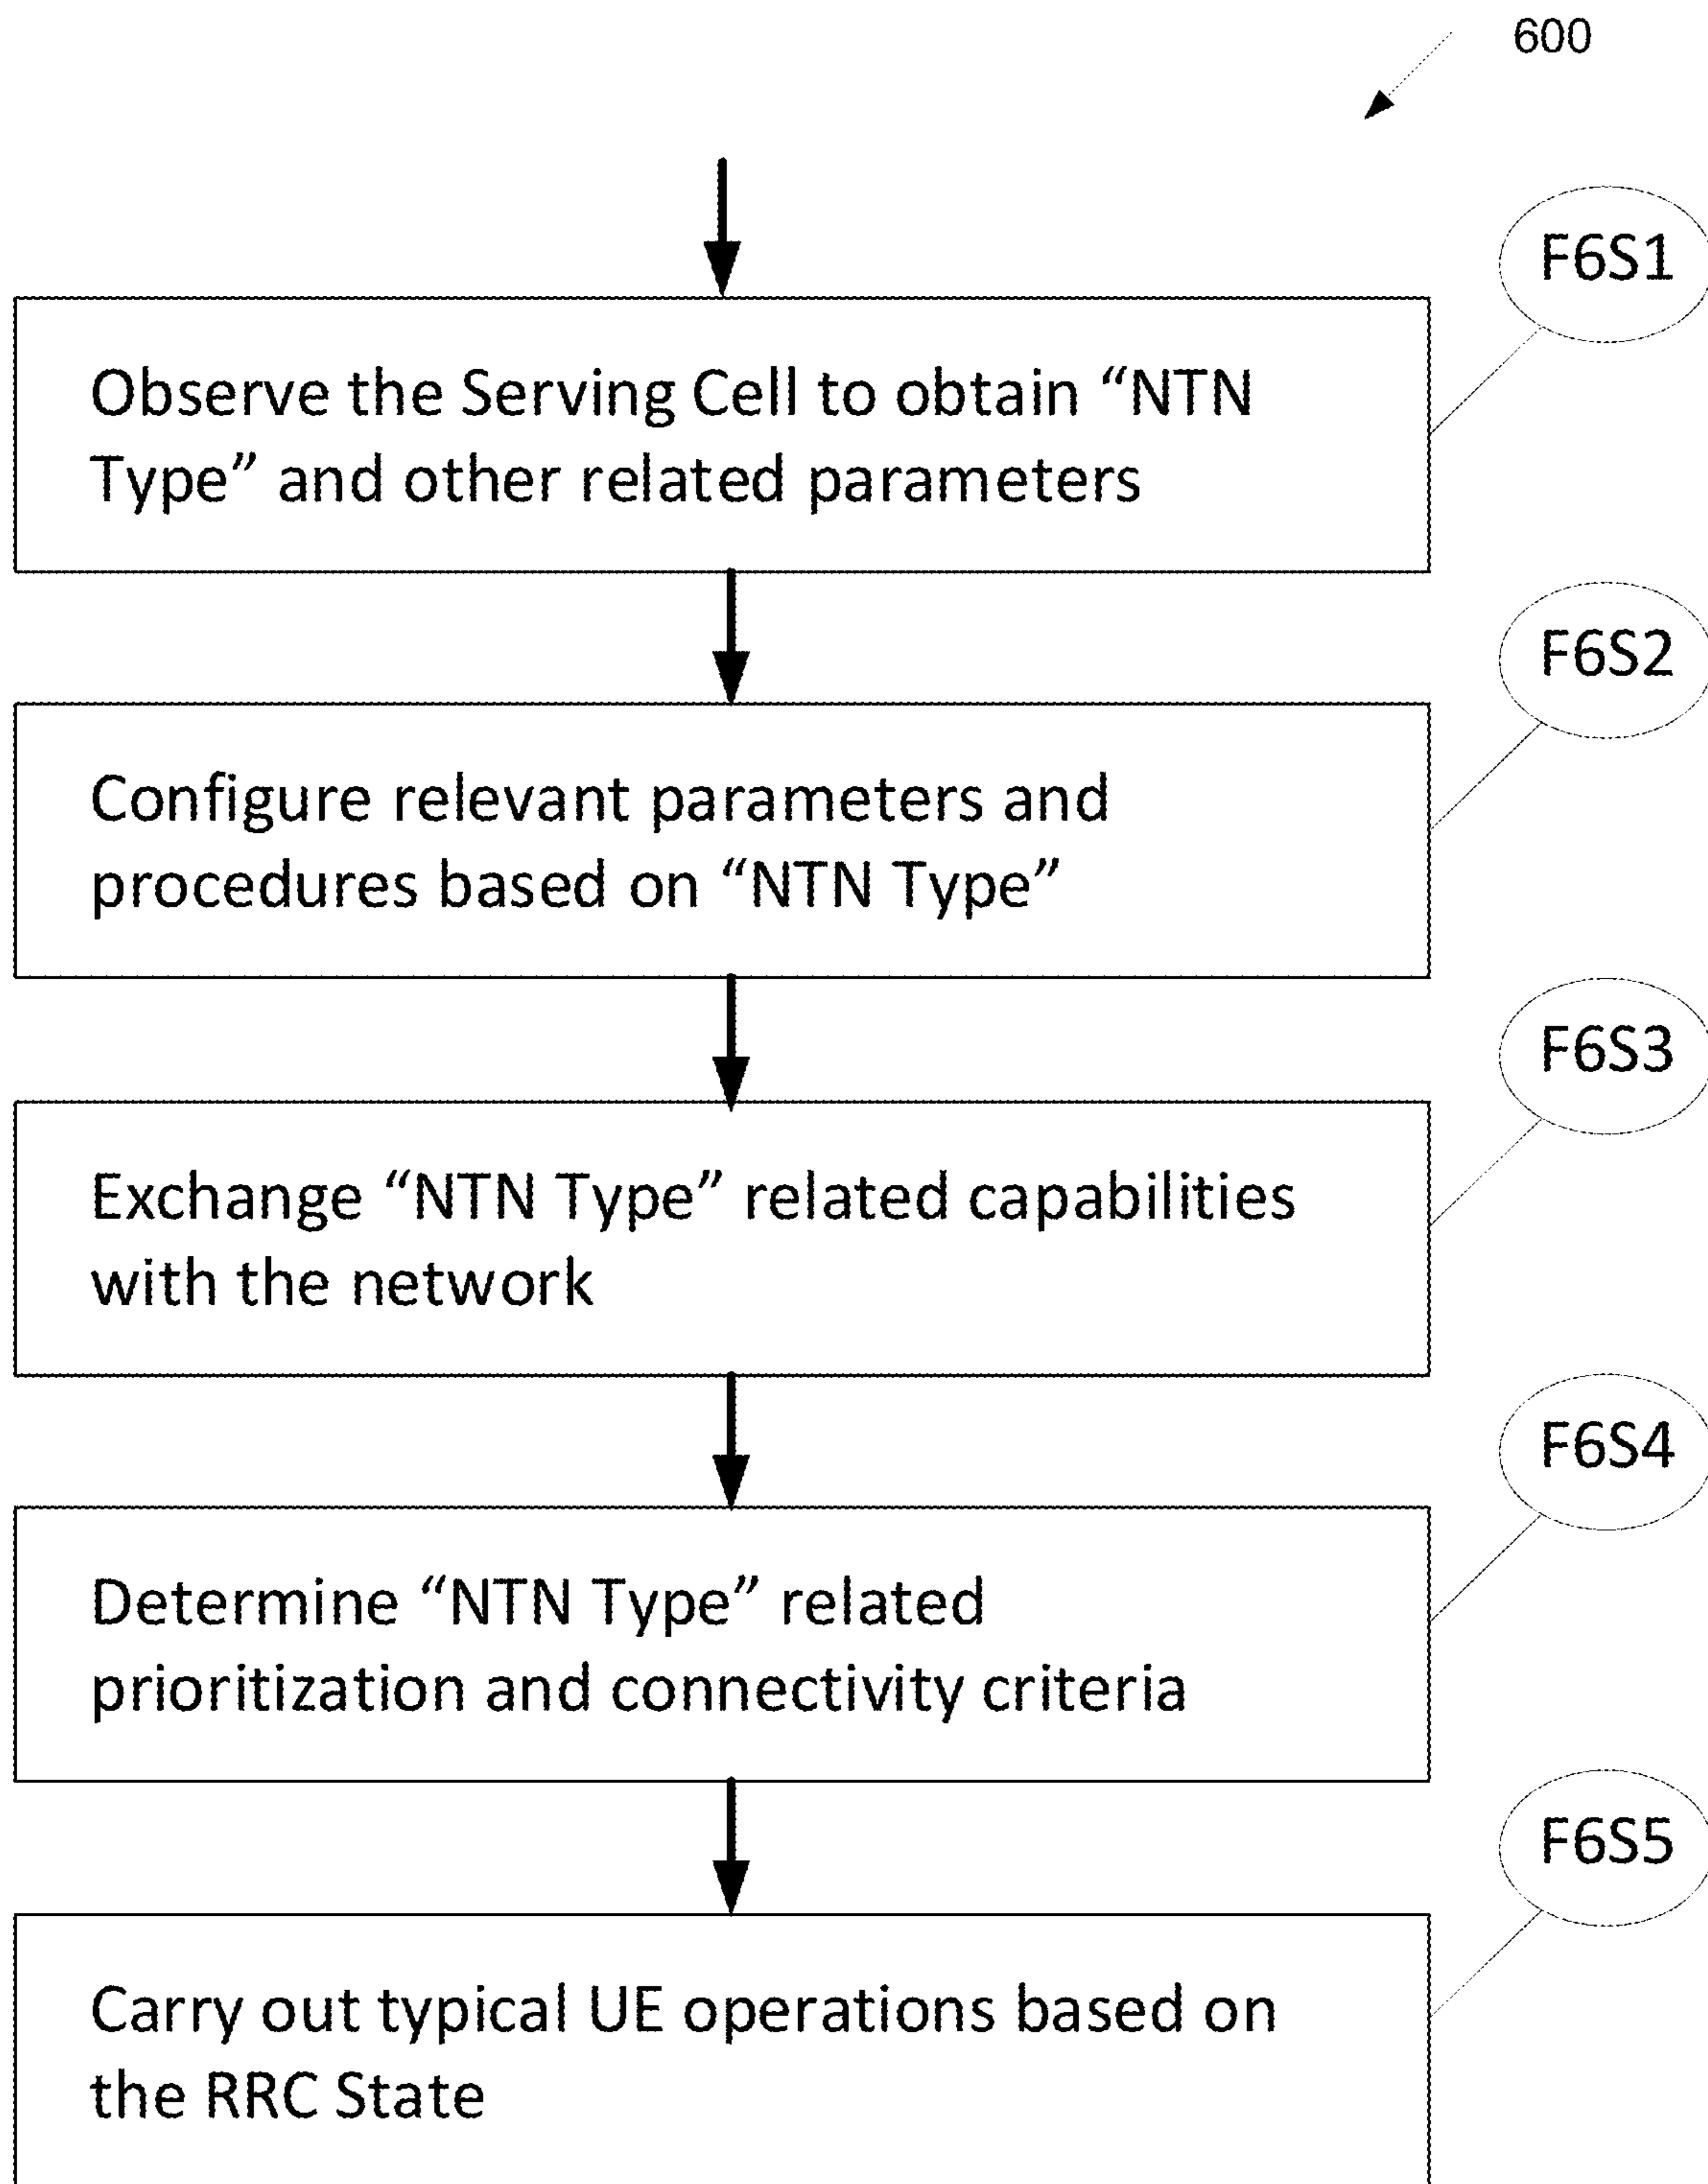 600
F6S1
Observe the Serving Cell to obtain “NTN
Type” and other related parameters
F6S2
Configure relevant parameters and
procedures based on “NTN Type”
F6S3
Exchange “NTN Type” related capabilities
with the network
F6S4
Determine “NTN Type” related
prioritization and connectivity criteria
F6S5
Carry out typical UE operations based on
the RRC State